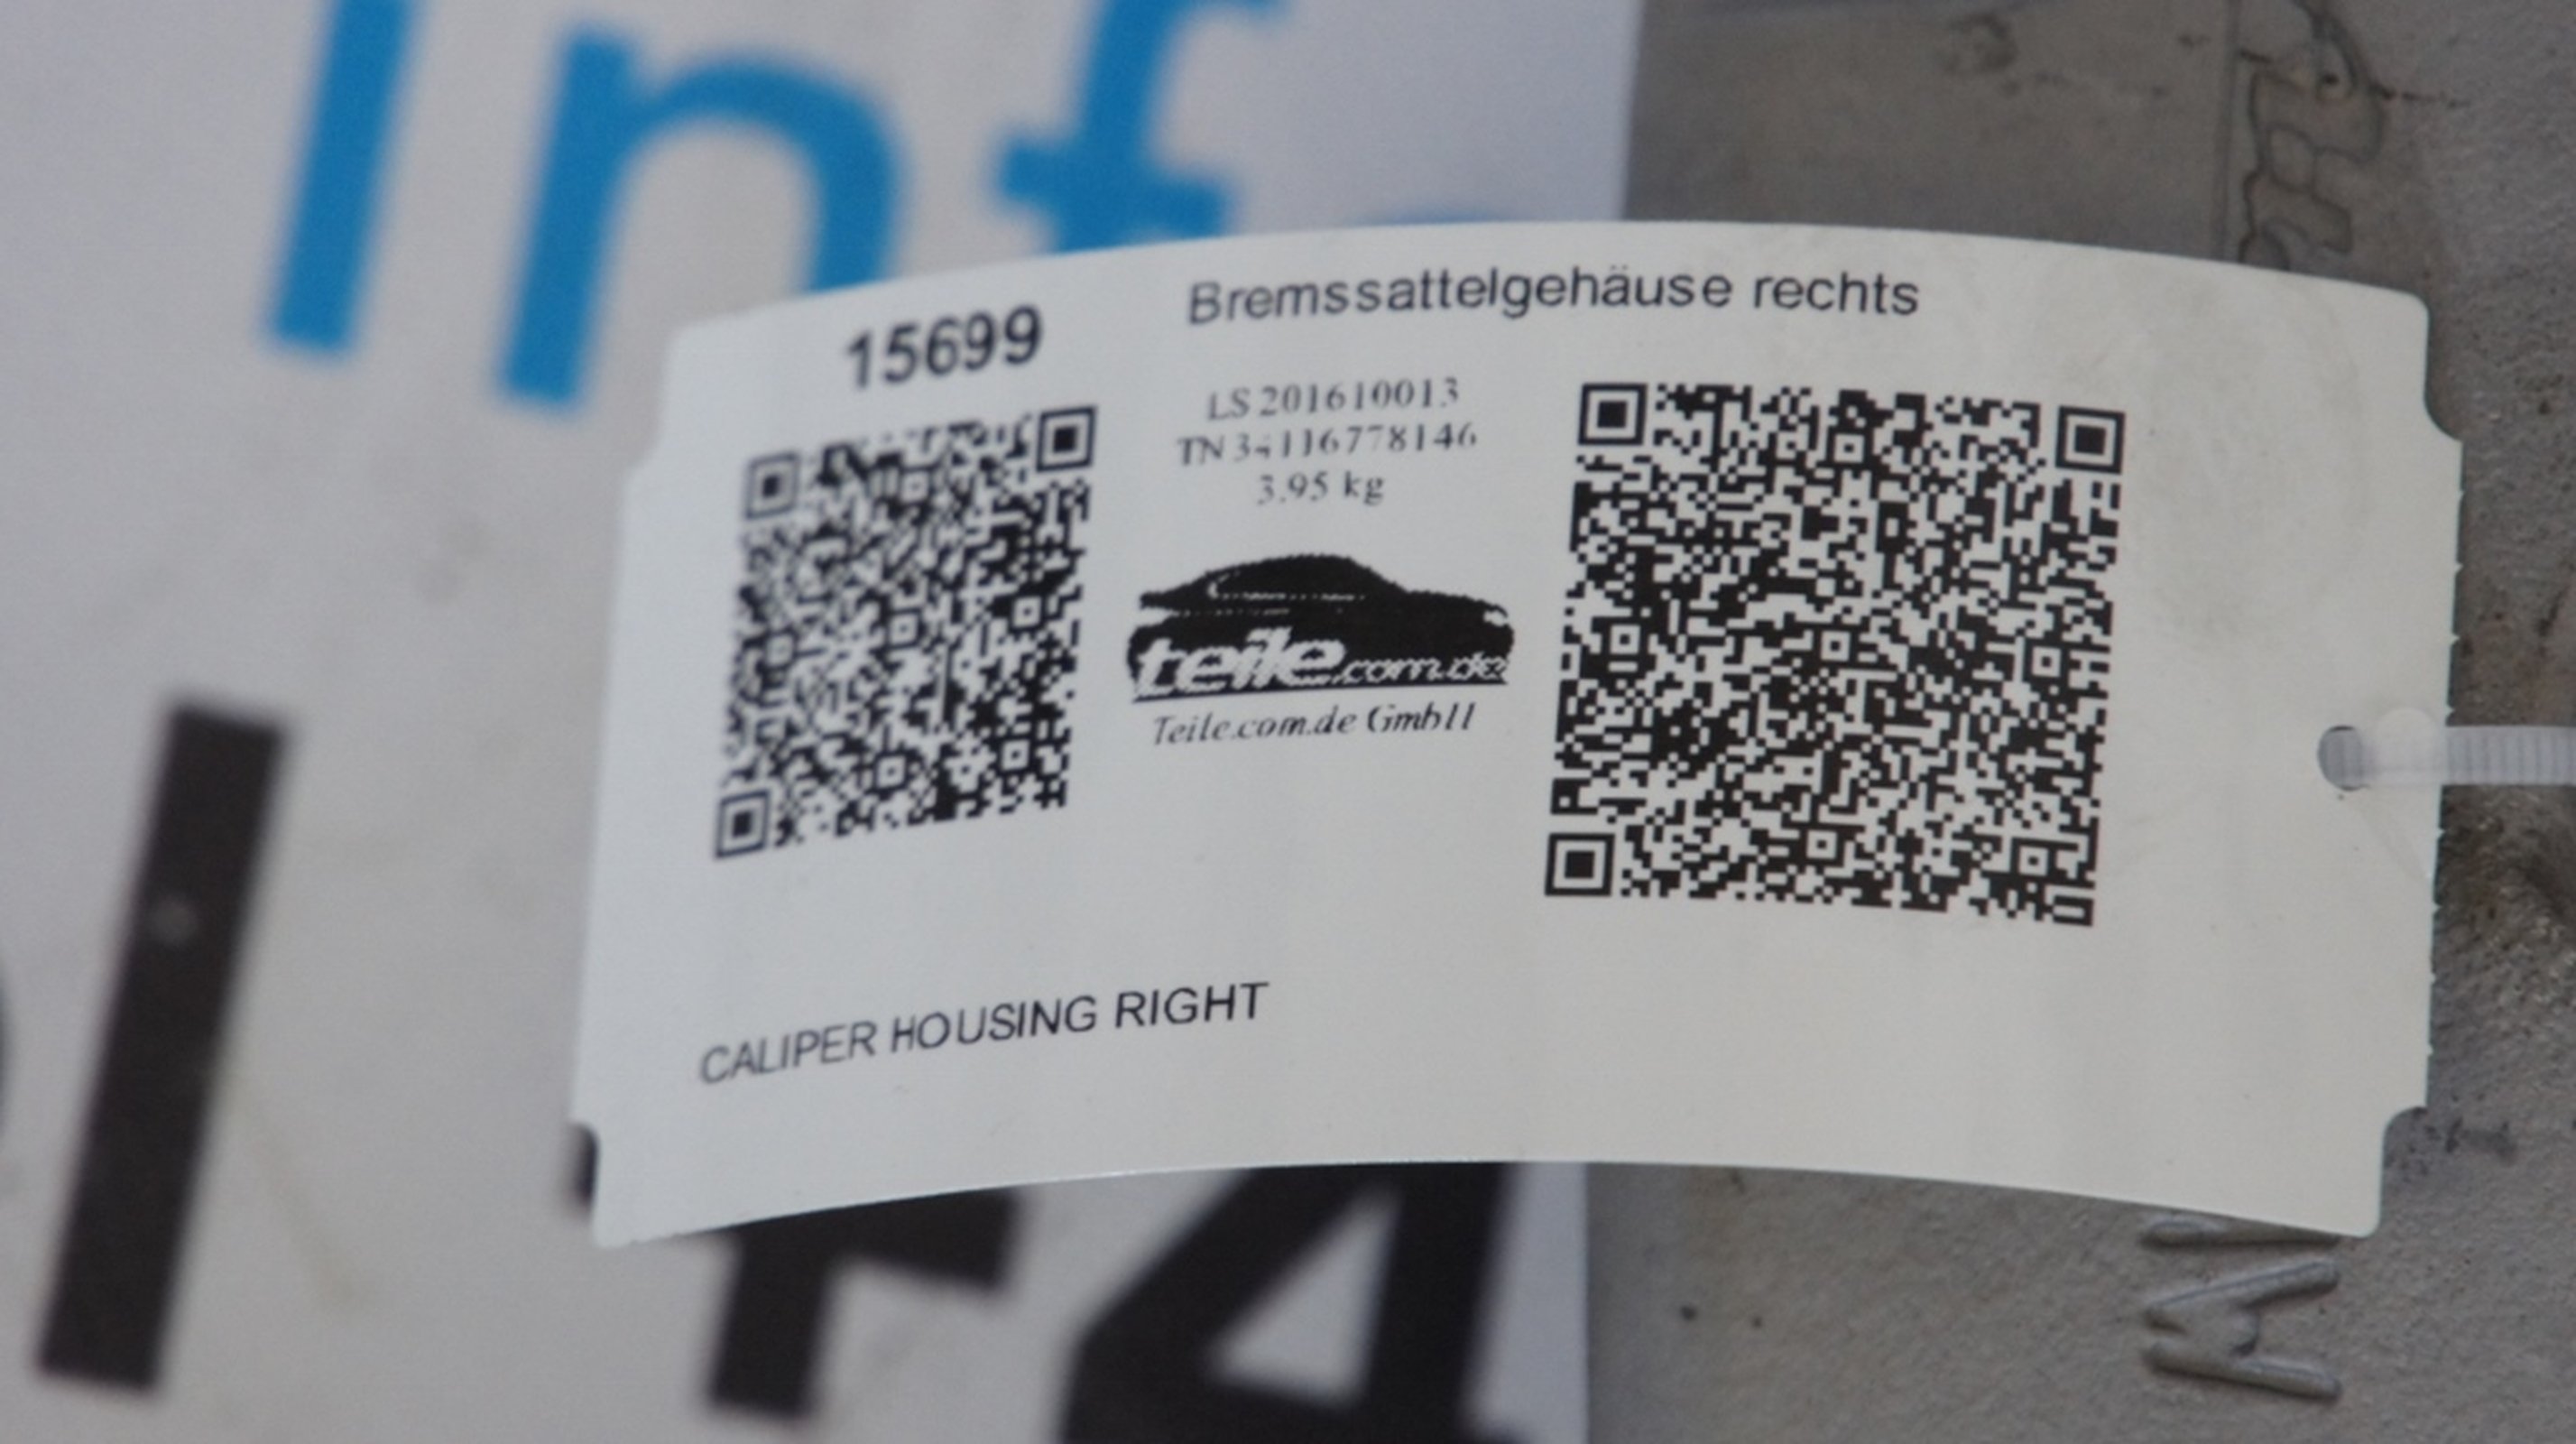 Inf
15699
Bremssattelgehäuse rechts
LS 201610013
TN 34116778146
3.95 kg
teile.com.de
Teile.com.de GmbH
CALIPER HOUSING RIGHT